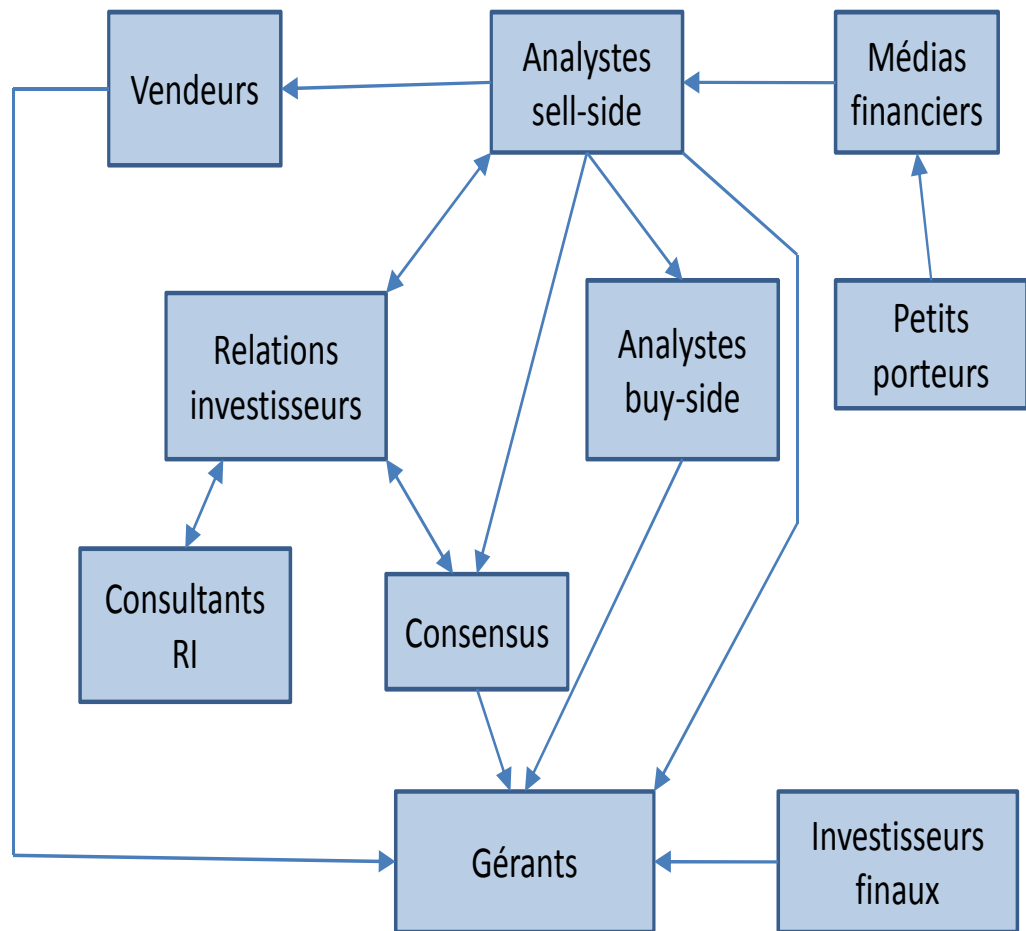 Vendeurs
Analystes
sell-side
Médias
financiers
Relations
investisseurs
Analystes
buy-side
Petits
porteurs
Consultants
RI
Consensus
Gérants
Investisseurs
finaux